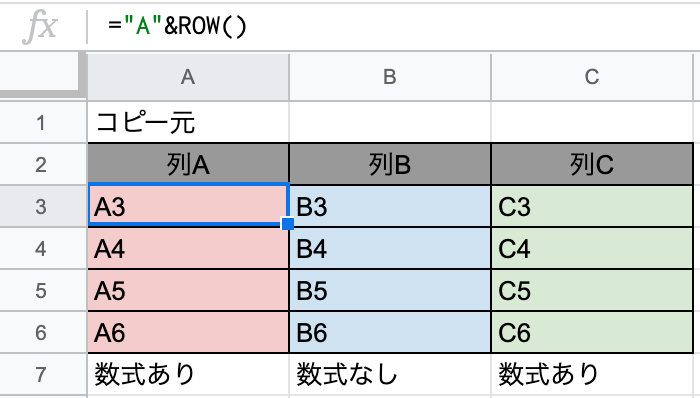 fx ="A"&ROW()
A B C
1 コピー元
2 列A 列B 列C
3 A3 B3 C3
4 A4 B4 C4
5 A5 B5 C5
6 A6 B6 C6
7 数式あり 数式なし 数式あり